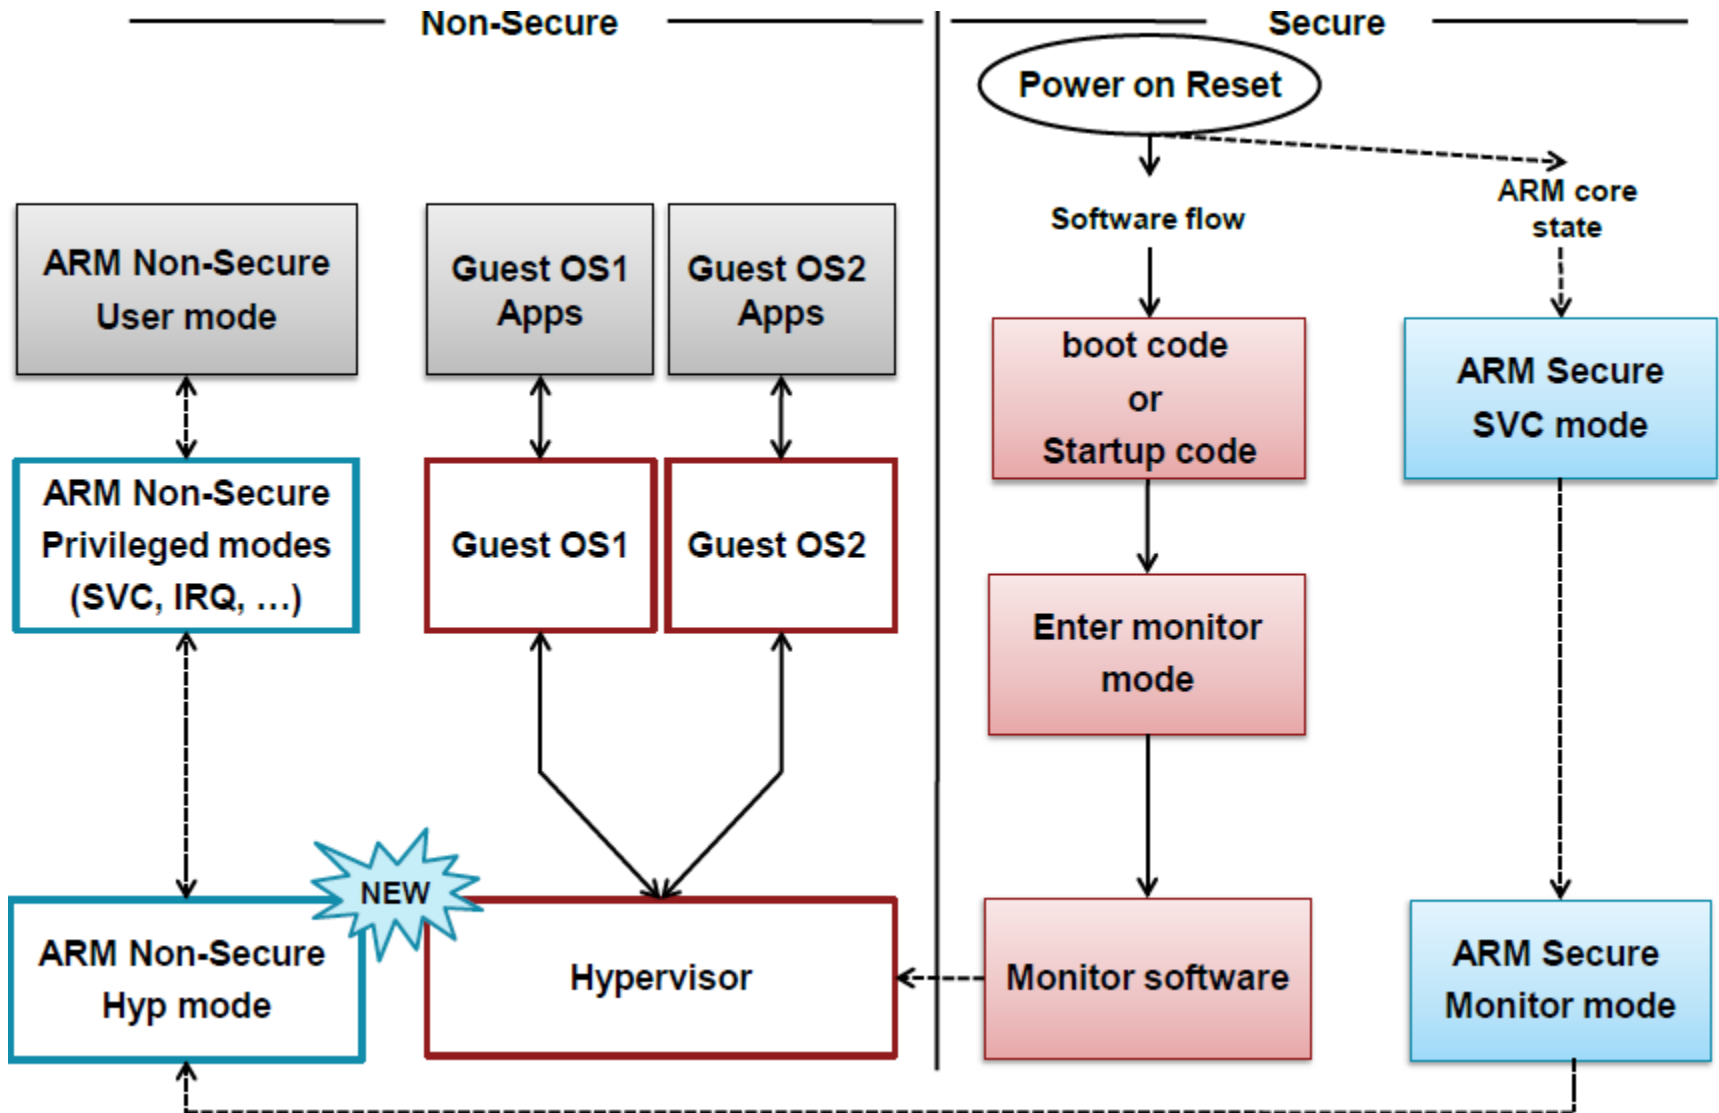 Non-Secure
Secure
Power on Reset
Software flow
ARM core
state
ARM Non-Secure
User mode
Guest OS1
Apps
Guest OS2
Apps
boot code
or
Startup code
ARM Secure
SVC mode
ARM Non-Secure
Privileged modes
(SVC, IRQ, …)
Guest OS1
Guest OS2
Enter monitor
mode
NEW
ARM Non-Secure
Hyp mode
Hypervisor
Monitor software
ARM Secure
Monitor mode